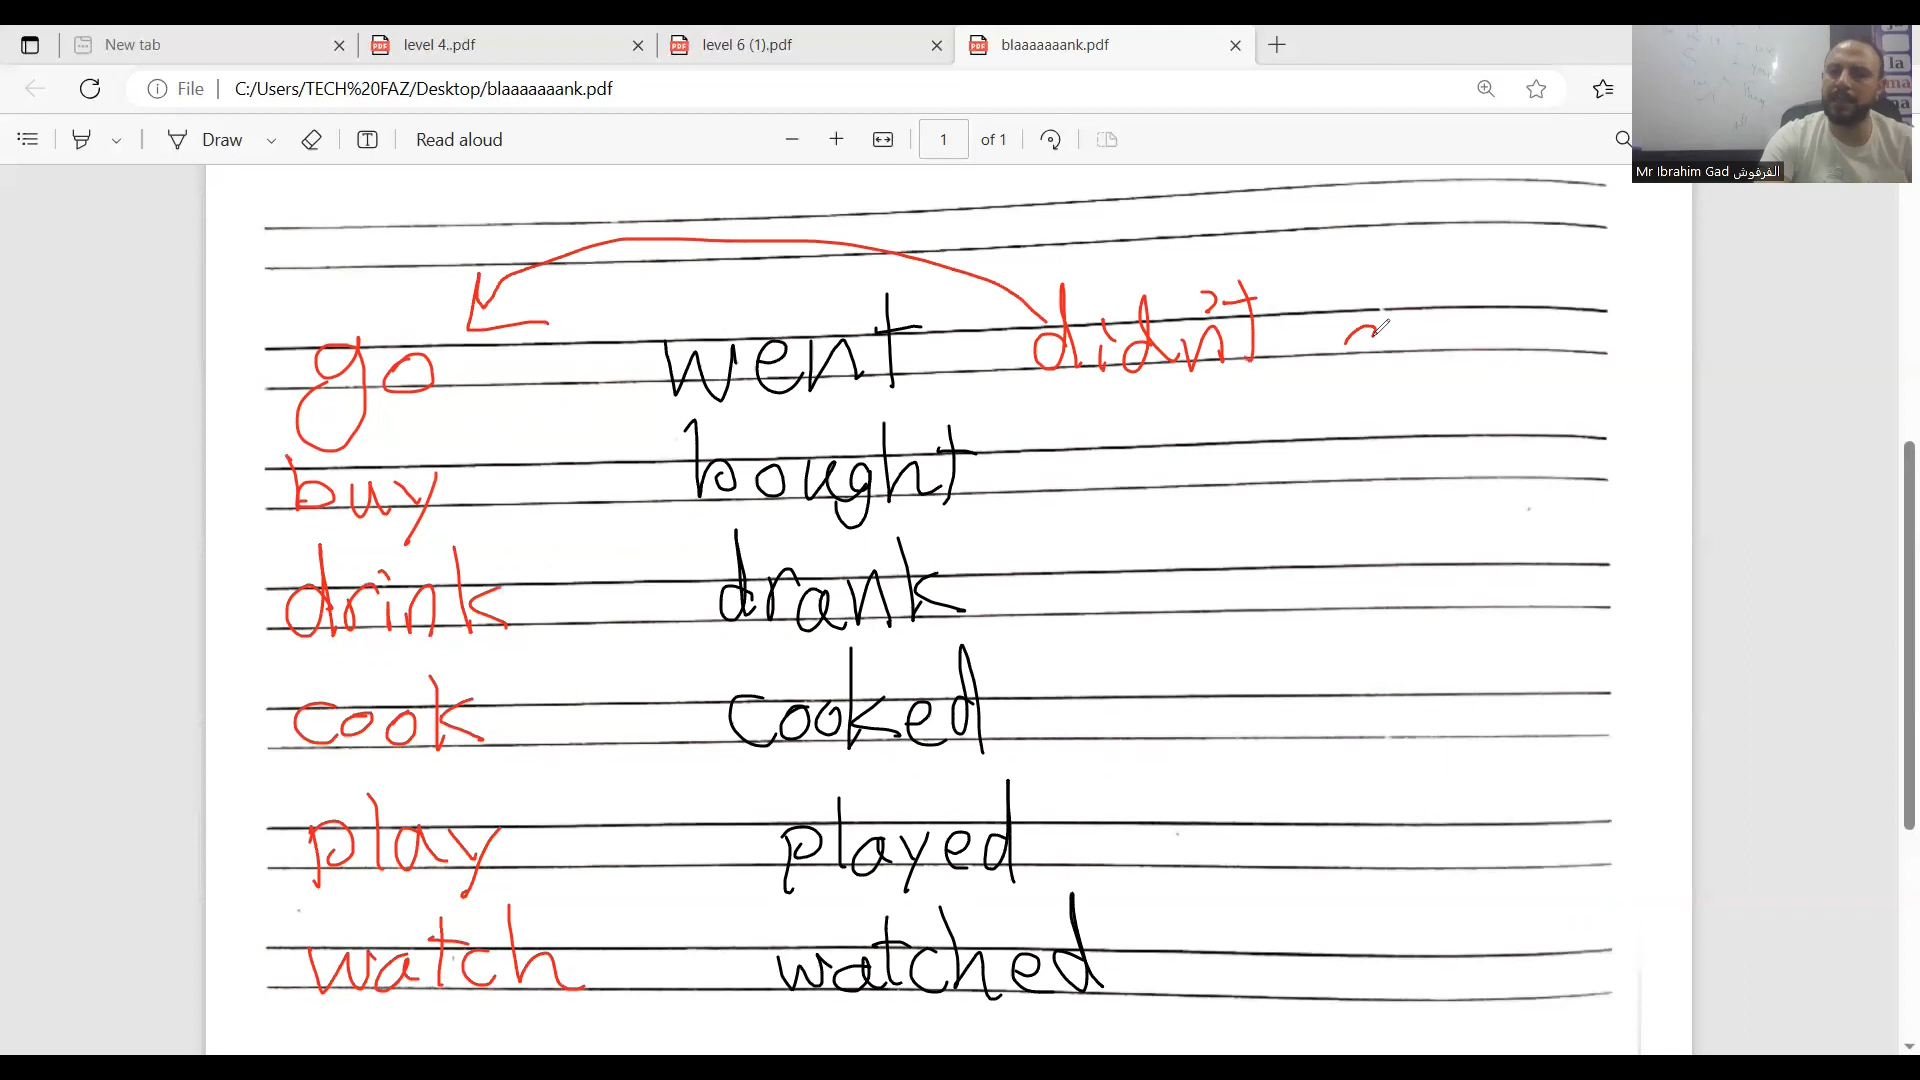 New tab level 4..pdf level 6 (1).pdf blaaaaaaank.pdf
File C:/Users/TECH%20FAZ/Desktop/blaaaaaaank.pdf
Draw Read aloud 1 of 1
la
ma
Mr Ibrahim Gad الفرفوش
go went didn't
buy bought
drink drank
cook cooked
play played
watch watched